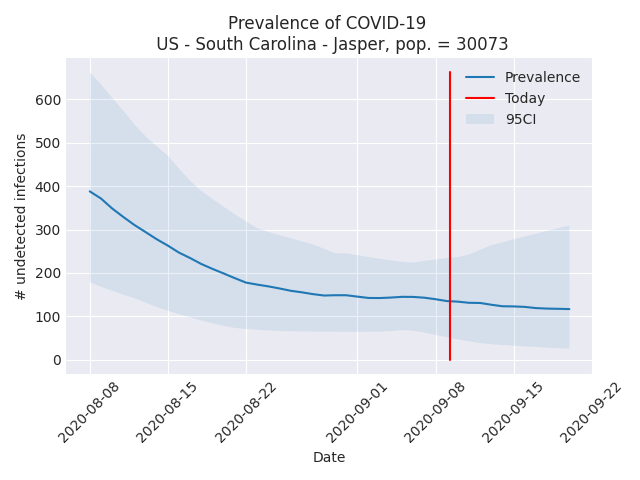 Prevalence of COVID-19
US - South Carolina - Jasper, pop. = 30073
Prevalence
Today
95CI
# undetected infections
600
500
400
300
200
100
0
2020-08-08
2020-08-15
2020-08-22
2020-09-01
2020-09-08
2020-09-15
2020-09-22
Date